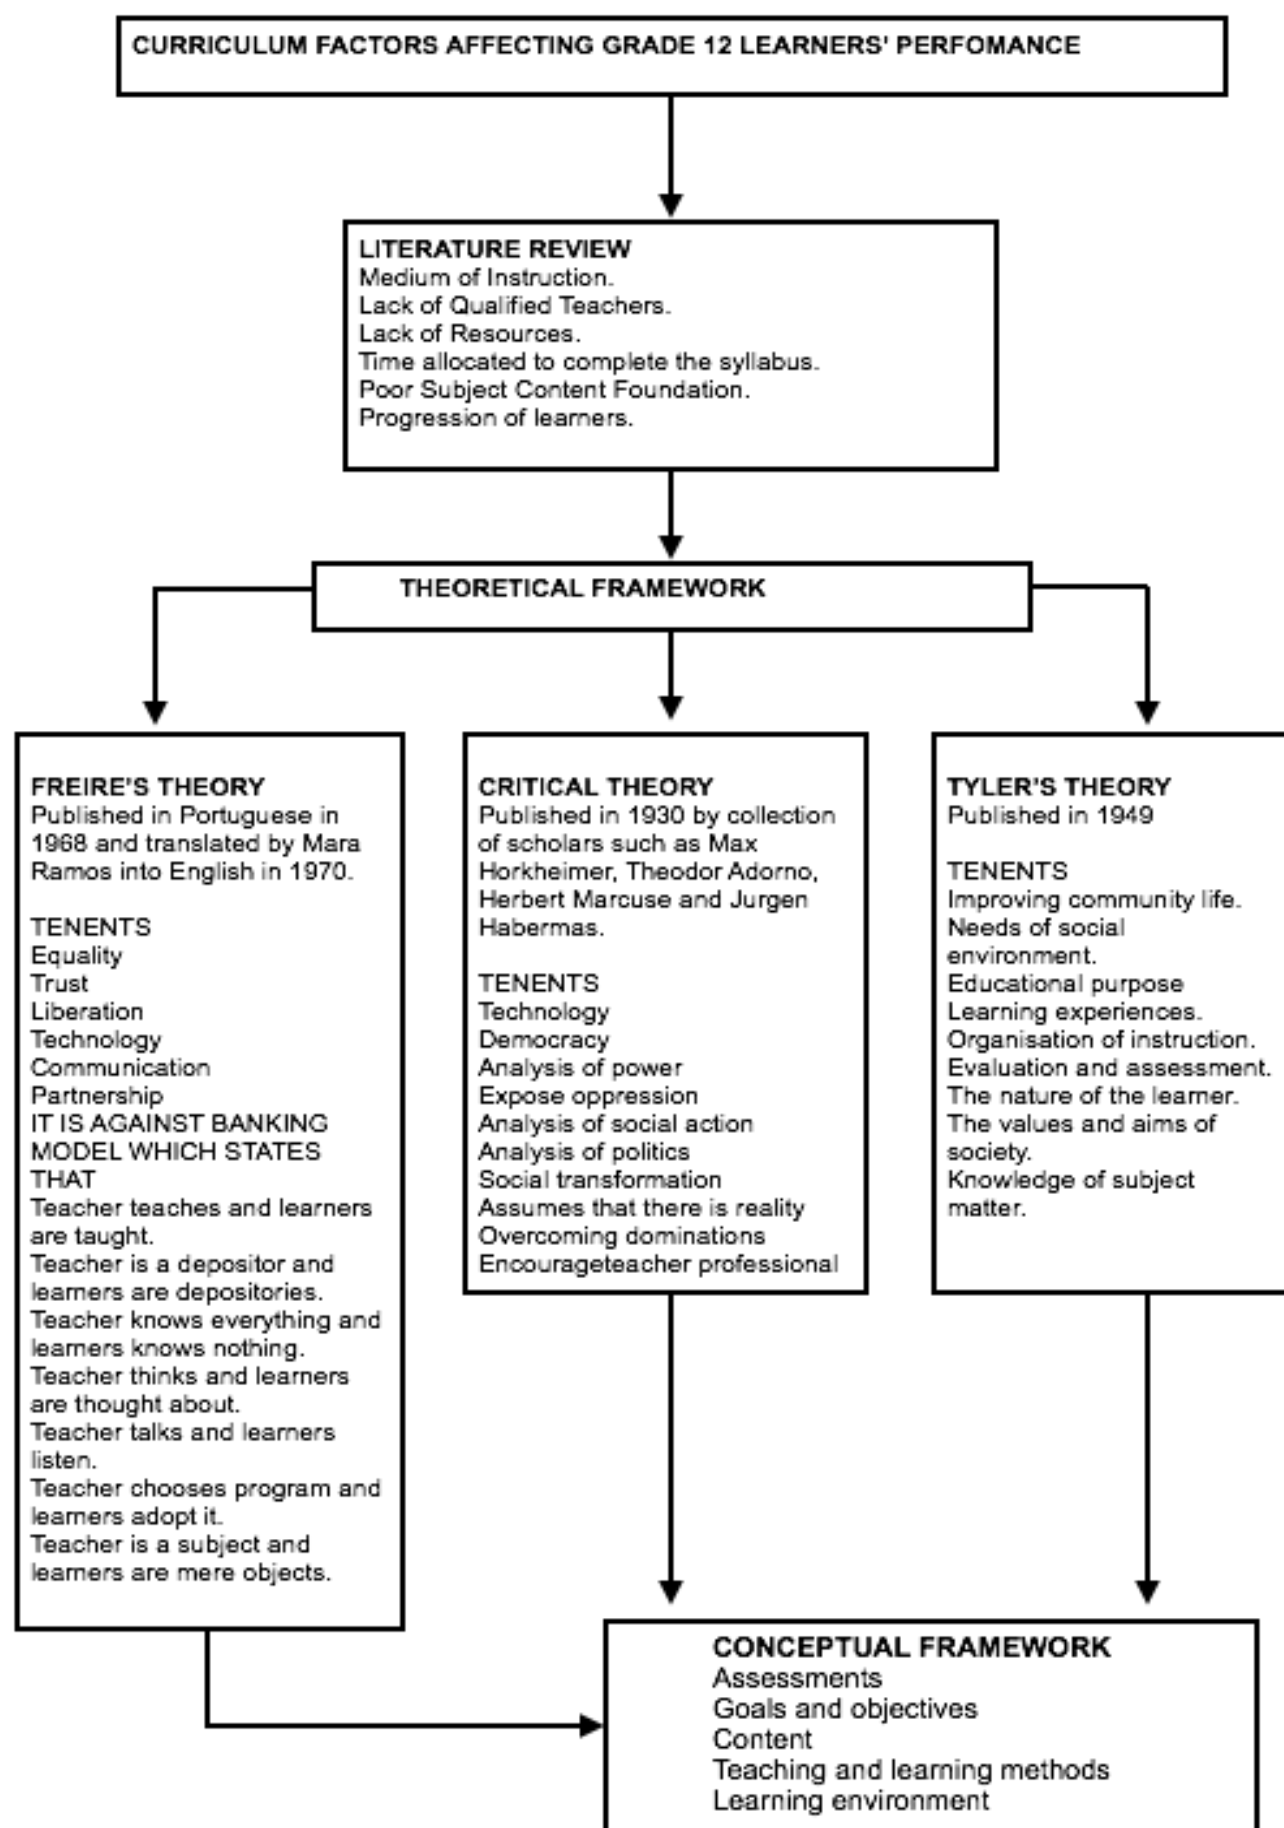 CURRICULUM FACTORS AFFECTING GRADE 12 LEARNERS' PERFOMANCE
LITERATURE REVIEW
Medium of Instruction.
Lack of Qualified Teachers.
Lack of Resources.
Time allocated to complete the syllabus.
Poor Subject Content Foundation.
Progression of learners.
THEORETICAL FRAMEWORK
FREIRE'S THEORY
Published in Portuguese in
1968 and translated by Mara
Ramos into English in 1970.
TENENTS
Equality
Trust
Liberation
Technology
Communication
Partnership
IT IS AGAINST BANKING
MODEL WHICH STATES
THAT
Teacher teaches and learners
are taught.
Teacher is a depositor and
learners are depositories.
Teacher knows everything and
learners knows nothing.
Teacher thinks and learners
are thought about.
Teacher talks and learners
listen.
Teacher chooses program and
learners adopt it.
Teacher is a subject and
learners are mere objects.
CRITICAL THEORY
Published in 1930 by collection
of scholars such as Max
Horkheimer, Theodor Adorno,
Herbert Marcuse and Jurgen
Habermas.
TENENTS
Technology
Democracy
Analysis of power
Expose oppression
Analysis of social action
Analysis of politics
Social transformation
Assumes that there is reality
Overcoming dominations
Encourageteacher professional
TYLER'S THEORY
Published in 1949
TENENTS
Improving community life.
Needs of social
environment.
Educational purpose
Learning experiences.
Organisation of instruction.
Evaluation and assessment.
The nature of the learner.
The values and aims of
society.
Knowledge of subject
matter.
CONCEPTUAL FRAMEWORK
Assessments
Goals and objectives
Content
Teaching and learning methods
Learning environment